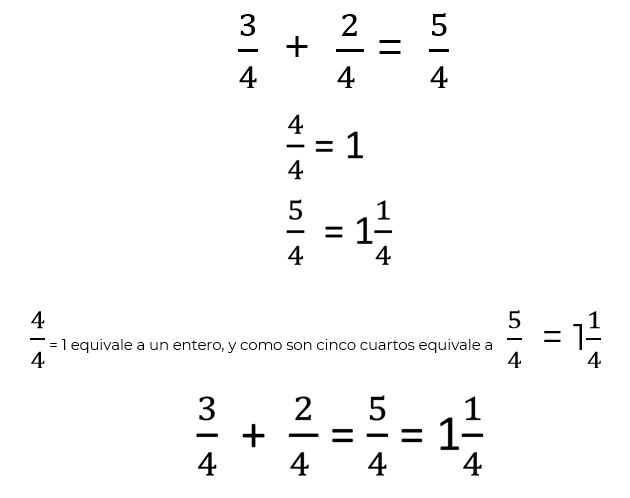 3/4 + 2/4 = 5/4
4/4 = 1
5/4 = 1 1/4
4/4 = 1 equivale a un entero, y como son cinco cuartos equivale a 5/4 = 1 1/4
3/4 + 2/4 = 5/4 = 1 1/4